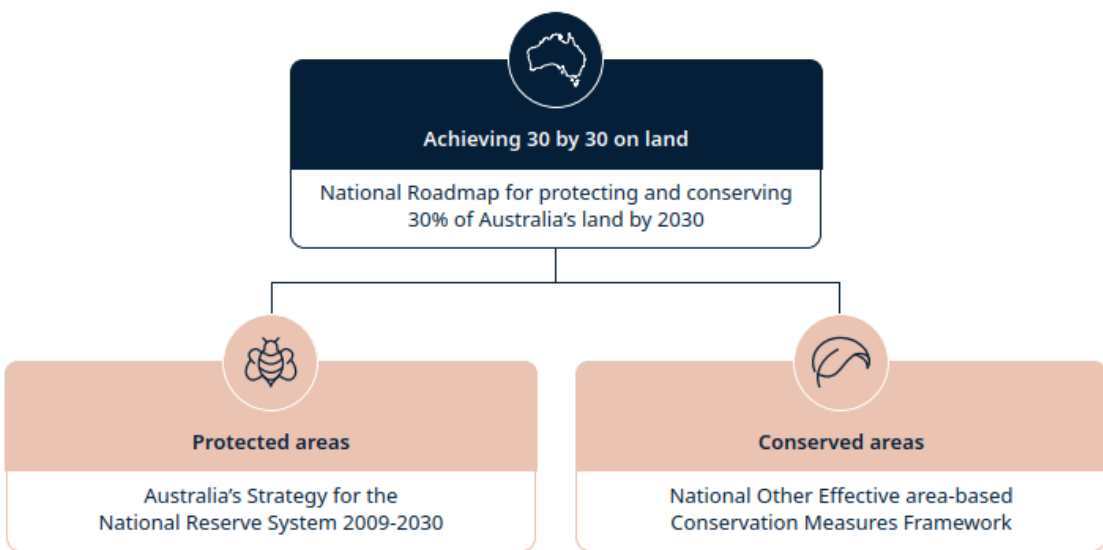 Achieving 30 by 30 on land
National Roadmap for protecting and conserving
30% of Australia’s land by 2030
Protected areas
Australia’s Strategy for the
National Reserve System 2009-2030
Conserved areas
National Other Effective area-based
Conservation Measures Framework